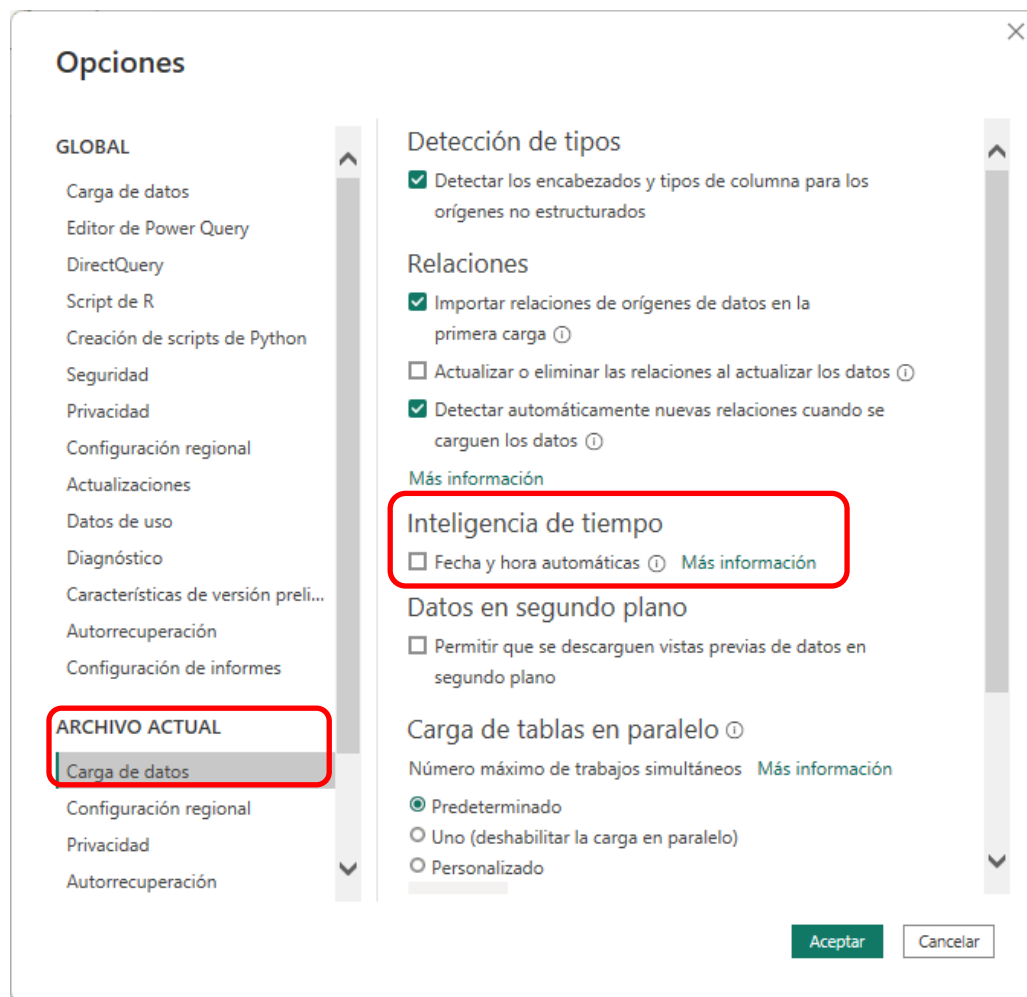 Opciones
GLOBAL
Carga de datos
Editor de Power Query
DirectQuery
Script de R
Creación de scripts de Python
Seguridad
Privacidad
Configuración regional
Actualizaciones
Datos de uso
Diagnóstico
Características de versión preli...
Autorrecuperación
Configuración de informes
ARCHIVO ACTUAL
Carga de datos
Configuración regional
Privacidad
Autorrecuperación
Detección de tipos
Detectar los encabezados y tipos de columna para los
orígenes no estructurados
Relaciones
Importar relaciones de orígenes de datos en la
primera carga
Actualizar o eliminar las relaciones al actualizar los datos
Detectar automáticamente nuevas relaciones cuando se
carguen los datos
Más información
Inteligencia de tiempo
Fecha y hora automáticas Más información
Datos en segundo plano
Permitir que se descarguen vistas previas de datos en
segundo plano
Carga de tablas en paralelo
Número máximo de trabajos simultáneos Más información
Predeterminado
Uno (deshabilitar la carga en paralelo)
Personalizado
Aceptar Cancelar